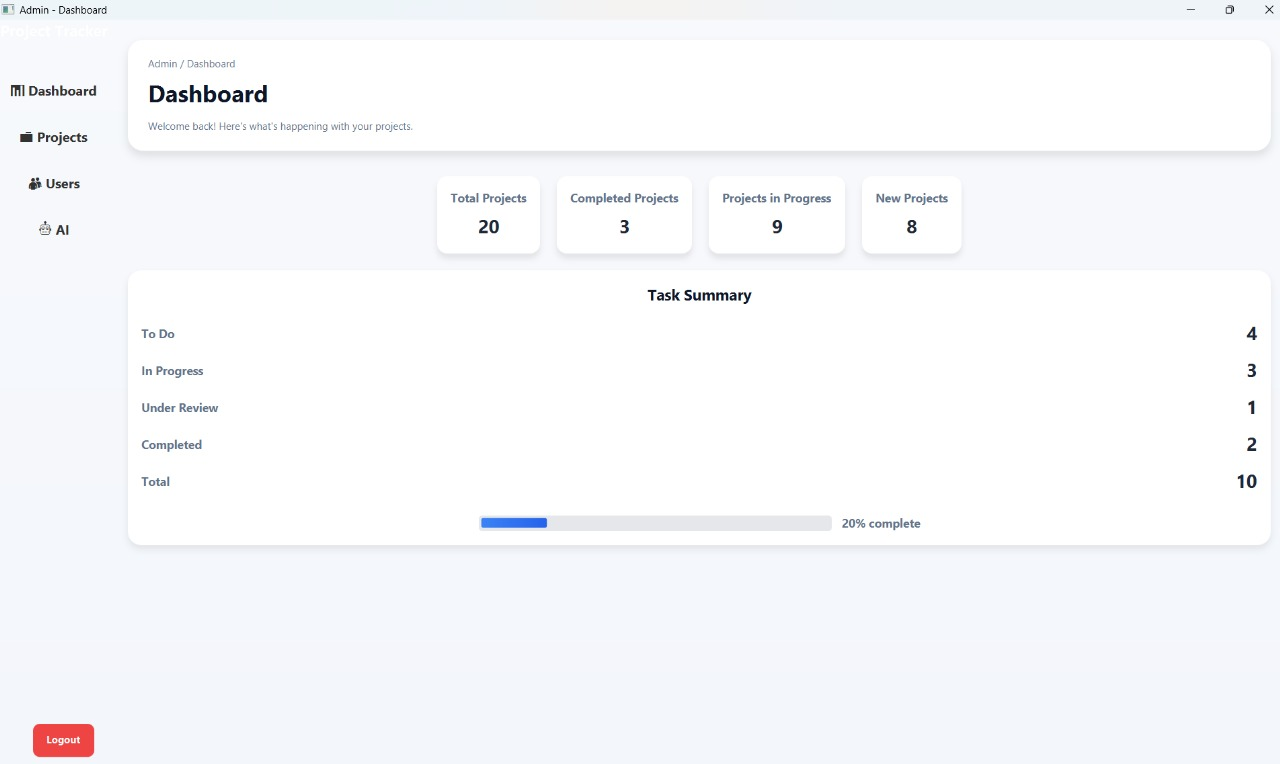 Admin - Dashboard
Project Tracker
Dashboard
Projects
Users
AI
Logout
Admin / Dashboard
Dashboard
Welcome back! Here's what's happening with your projects.
Total Projects
20
Completed Projects
3
Projects in Progress
9
New Projects
8
Task Summary
To Do 4
In Progress 3
Under Review 1
Completed 2
Total 10
20% complete